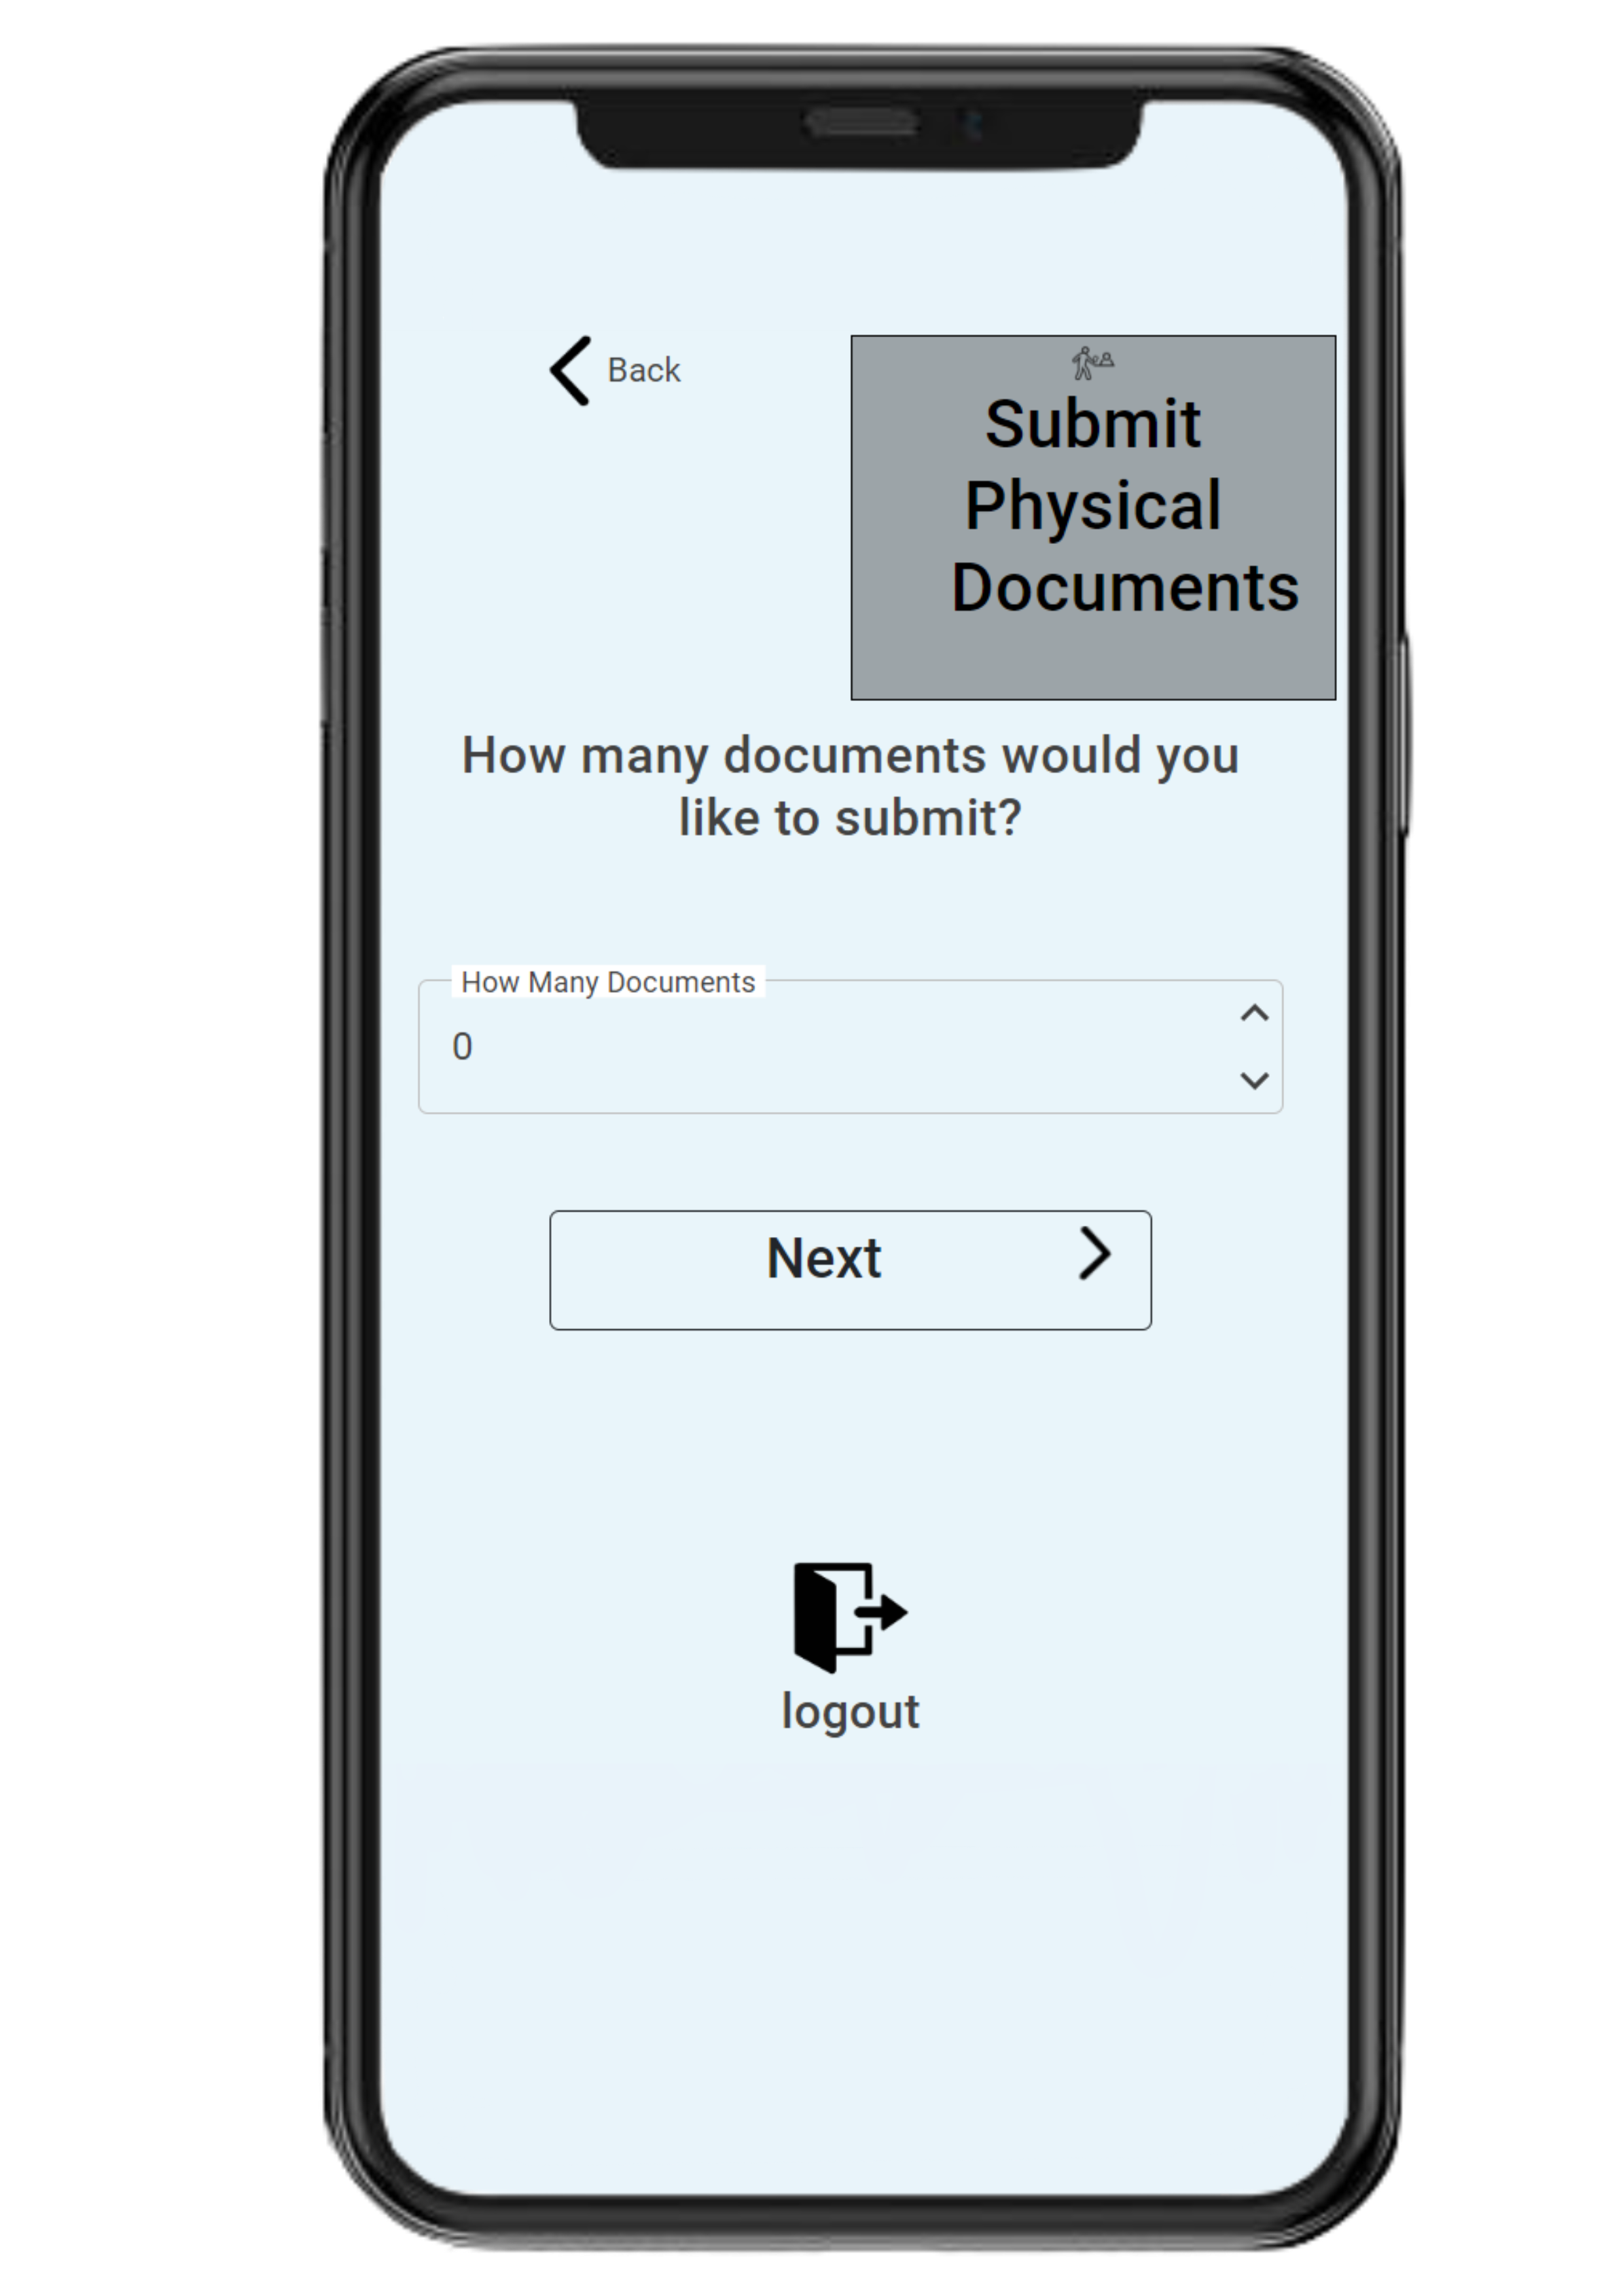 Back
Submit
Physical
Documents
How many documents would you
like to submit?
How Many Documents
0
Next
logout